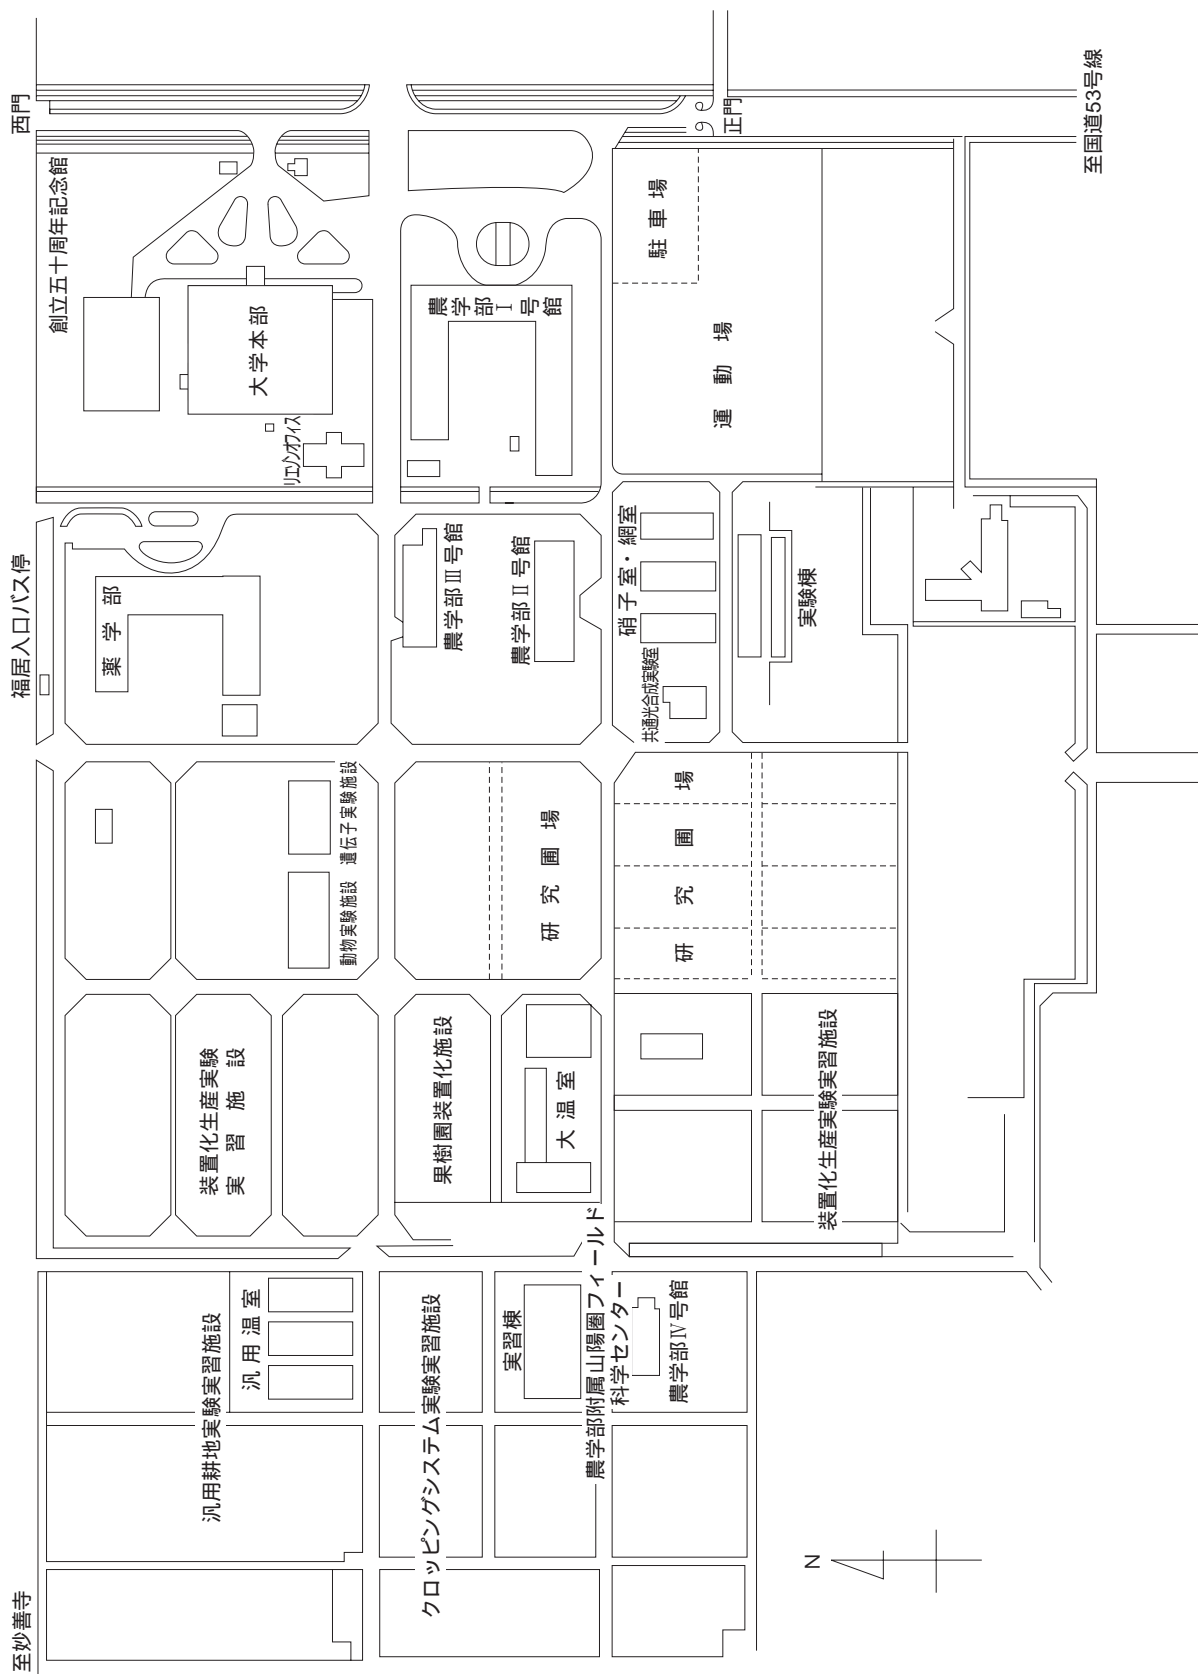 西門
正門
至国道53号線
創立五十周年記念館
駐車場
大学本部
農学部Ⅰ号館
運動場
リエゾンオフィス
福居入口バス停
薬学部
農学部Ⅲ号館
農学部Ⅱ号館
硝子室・網室
共通光合成実験室
実験棟
動物実験施設
遺伝子実験施設
研究圃場
研究圃場
装置化生産実験
実習施設
果樹園装置化施設
大温室
装置化生産実験実習施設
汎用耕地実験実習施設
汎用温室
クロッピングシステム実験実習施設
実習棟
農学部附属山陽圏フィールド
科学センター
農学部Ⅳ号館
至妙善寺
N